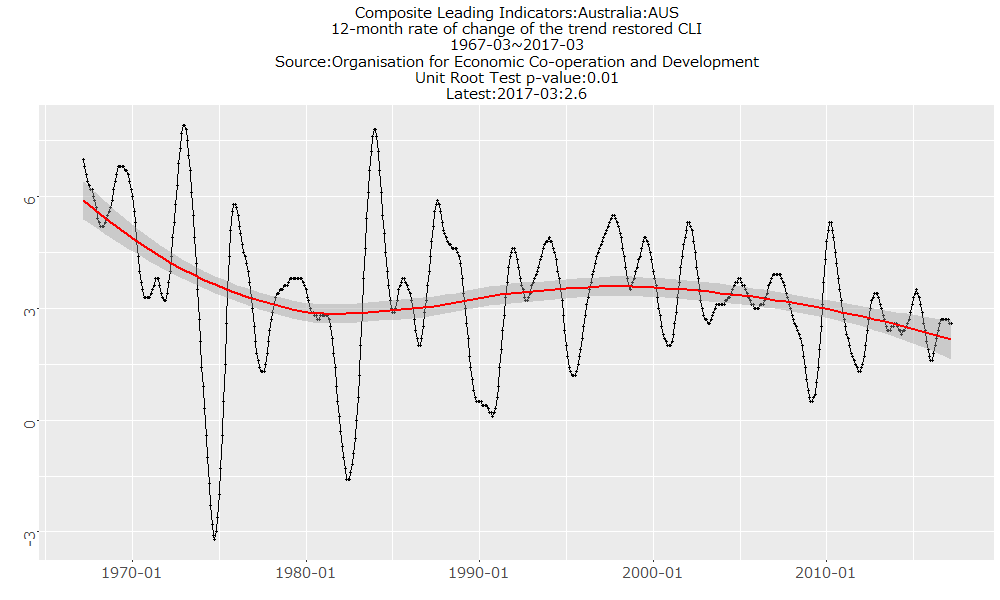 Composite Leading Indicators:Australia:AUS
12-month rate of change of the trend restored CLI
1967-03~2017-03
Source:Organisation for Economic Co-operation and Development
Unit Root Test p-value:0.01
Latest:2017-03:2.6
6
3
0
-3
1970-01 1980-01 1990-01 2000-01 2010-01